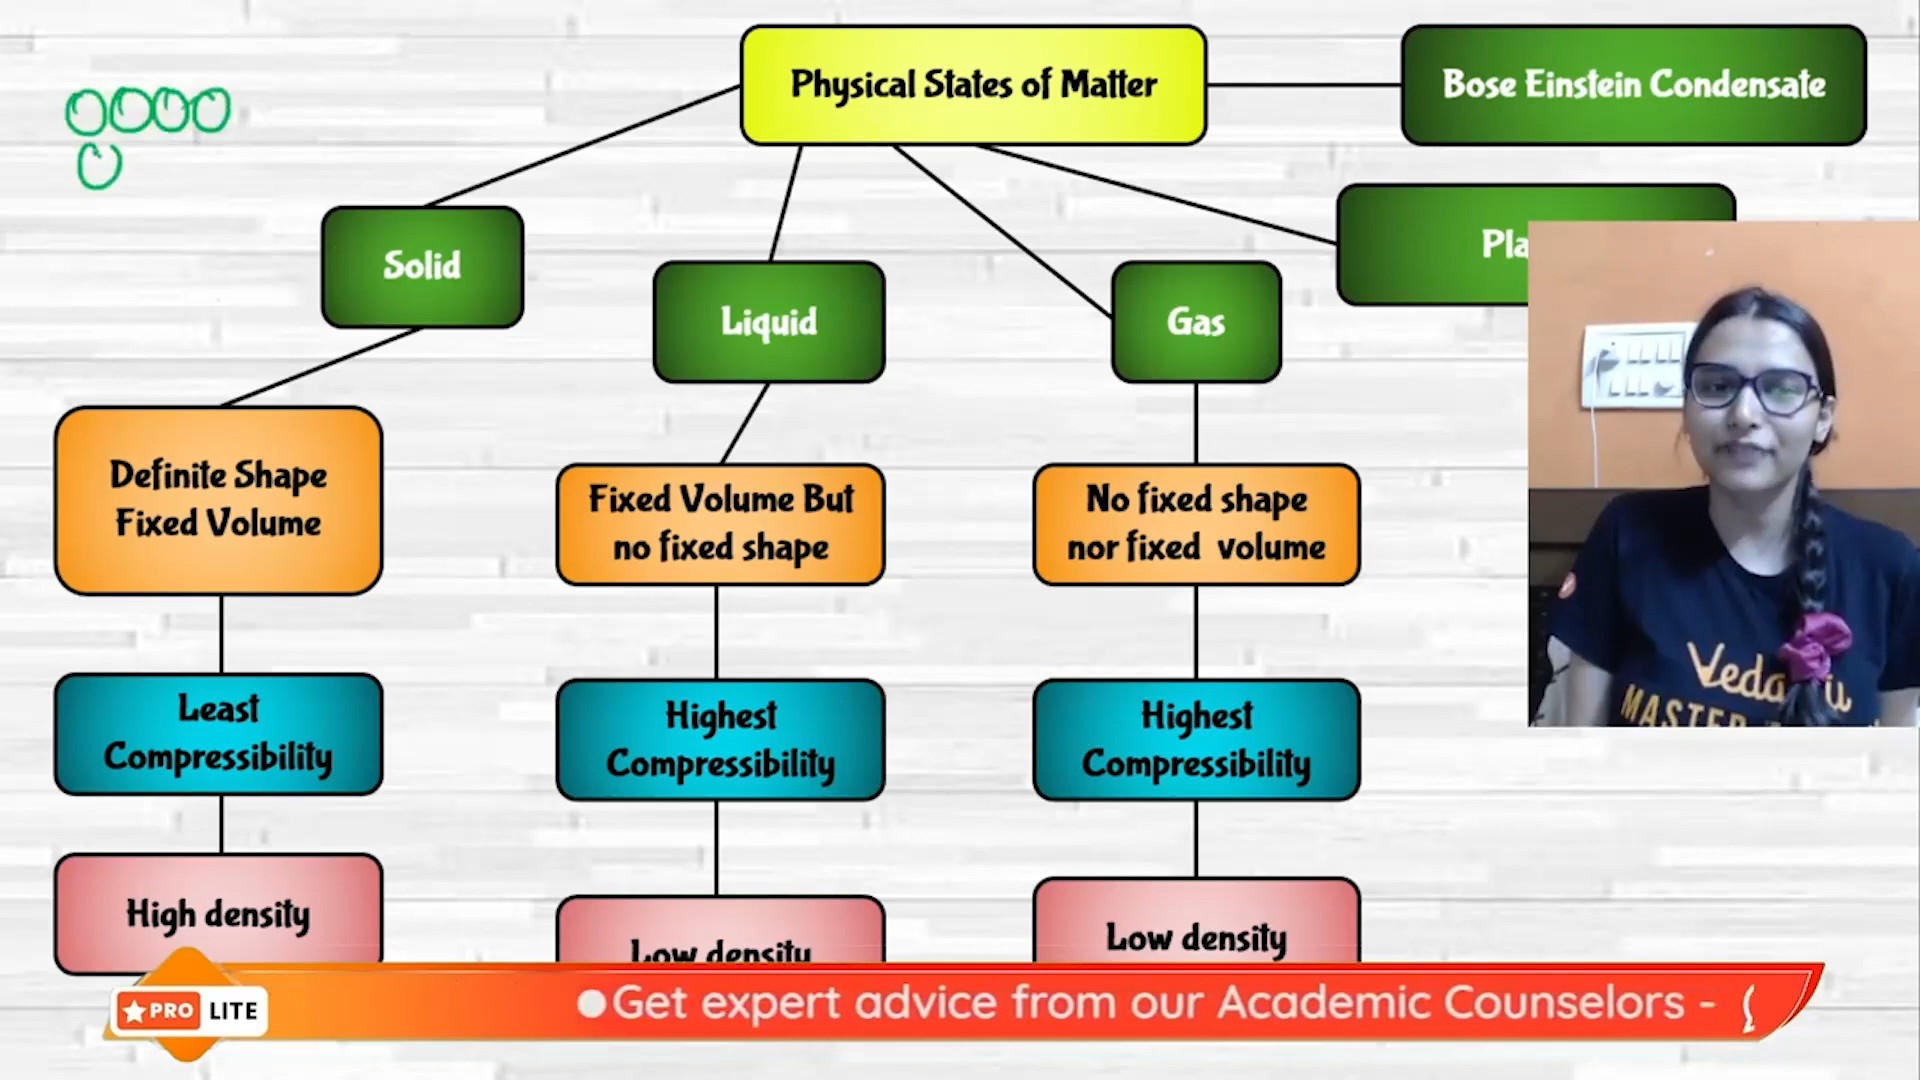 Physical States of Matter
Bose Einstein Condensate
Solid
Liquid
Gas
Definite Shape
Fixed Volume
Fixed Volume But
no fixed shape
No fixed shape
nor fixed volume
Least
Compressibility
Highest
Compressibility
Highest
Compressibility
High density
Low density
Low density
MASTER
PRO LITE
Get expert advice from our Academic Counselors -